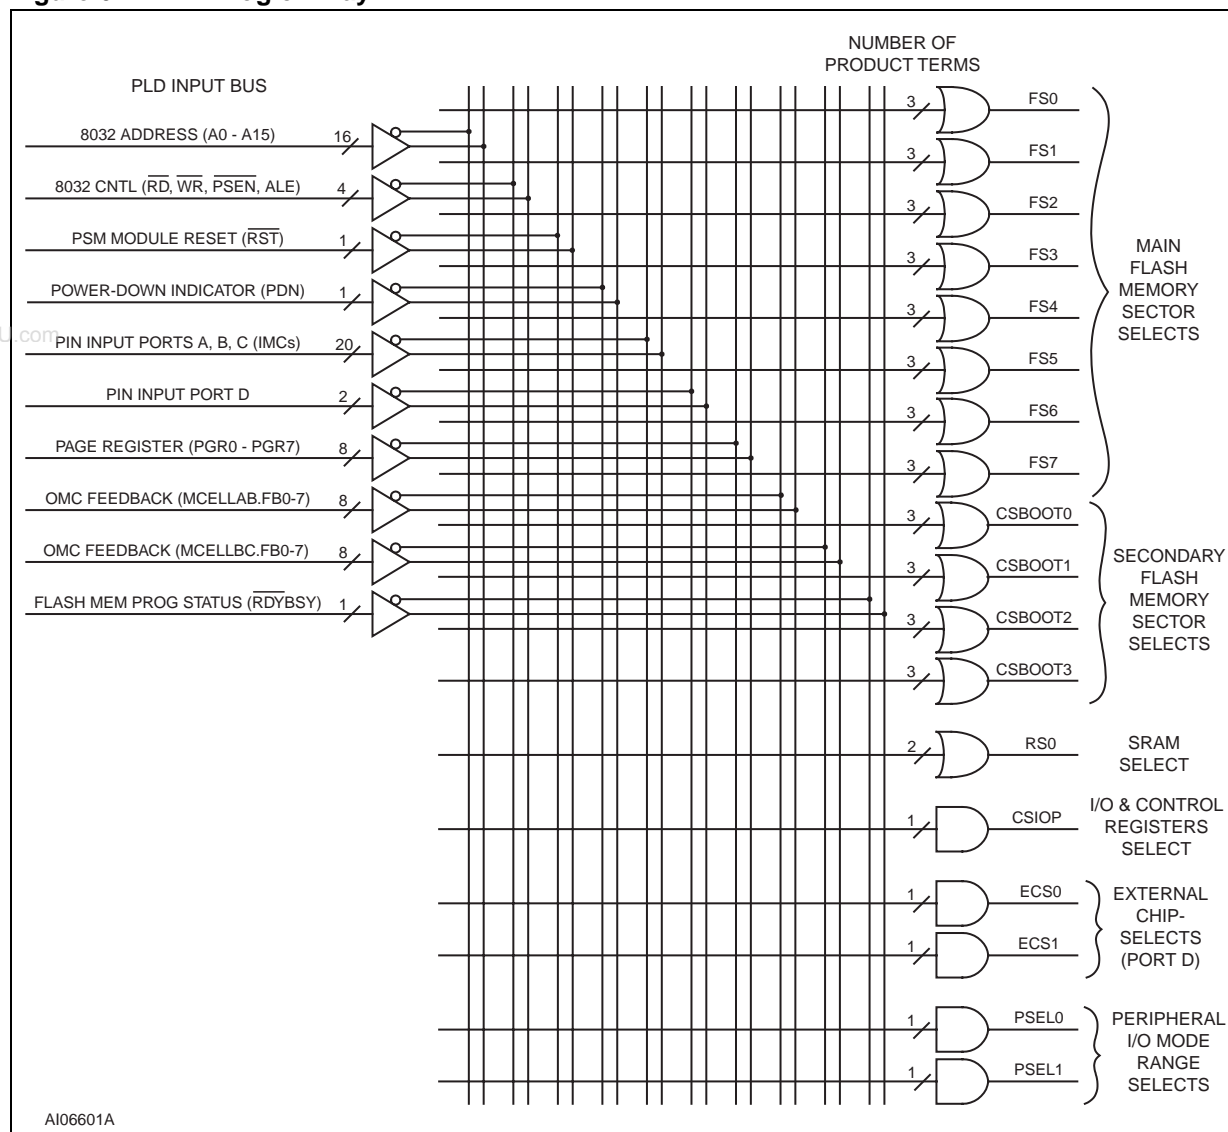 NUMBER OF
PRODUCT TERMS
PLD INPUT BUS
8032 ADDRESS (A0 - A15)
16
8032 CNTL (RD, WR, PSEN, ALE)
4
PSM MODULE RESET (RST)
1
POWER-DOWN INDICATOR (PDN)
1
U.com
PIN INPUT PORTS A, B, C (IMCs)
20
PIN INPUT PORT D
2
PAGE REGISTER (PGR0 - PGR7)
8
OMC FEEDBACK (MCELLAB.FB0-7)
8
OMC FEEDBACK (MCELLBC.FB0-7)
8
FLASH MEM PROG STATUS (RDYBSY)
1
3
FS0
3
FS1
3
FS2
3
FS3
3
FS4
3
FS5
3
FS6
3
FS7
MAIN
FLASH
MEMORY
SECTOR
SELECTS
3
CSBOOT0
3
CSBOOT1
3
CSBOOT2
3
CSBOOT3
SECONDARY
FLASH
MEMORY
SECTOR
SELECTS
2
RS0
SRAM
SELECT
1
CSIOP
I/O & CONTROL
REGISTERS
SELECT
1
ECS0
1
ECS1
EXTERNAL
CHIP-
SELECTS
(PORT D)
1
PSEL0
1
PSEL1
PERIPHERAL
I/O MODE
RANGE
SELECTS
AI06601A